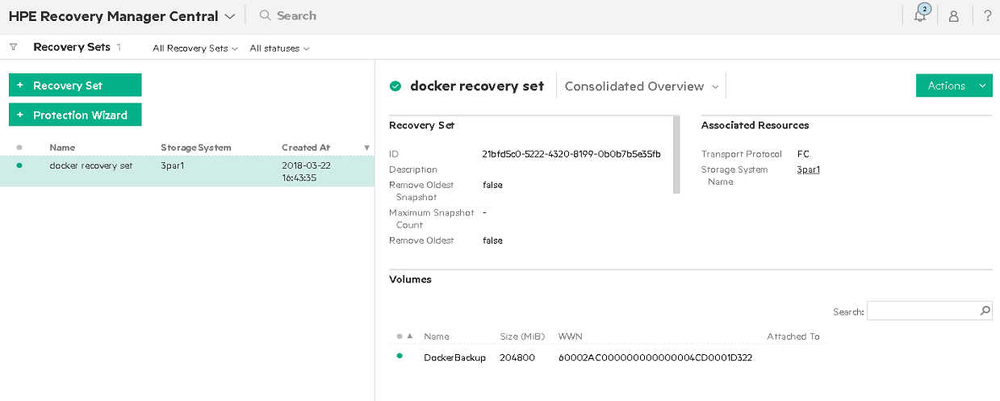 HPE Recovery Manager Central
Search
2
?
Recovery Sets 1
All Recovery Sets
All statuses
+ Recovery Set
+ Protection Wizard
Name StorageSystem Created At
docker recovery set 3par1 2018-03-22
16:43:35
docker recovery set Consolidated Overview
Actions
Recovery Set
ID 21bfd5c0-5222-4320-8199-0b0b7b5e35fb
Description
Remove Oldest false
Snapshot
Maximum Snapshot -
Count
Remove Oldest false
Associated Resources
Transport Protocol FC
Storage System 3par1
Name
Volumes
Search:
Name Size (MiB) WWN Attached To
DockerBackup 204800 60002AC000000000000004CD0001D322